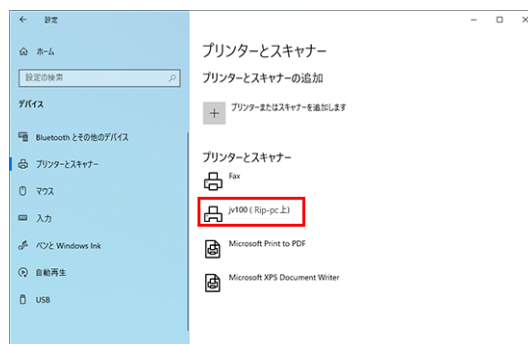 設定
ホーム
設定の検索
デバイス
Bluetooth とその他のデバイス
プリンターとスキャナー
マウス
入力
ペンと Windows Ink
自動再生
USB
プリンターとスキャナー
プリンターとスキャナーの追加
プリンターまたはスキャナーを追加します
プリンターとスキャナー
Fax
jv100 ( Rip-pc 上)
Microsoft Print to PDF
Microsoft XPS Document Writer